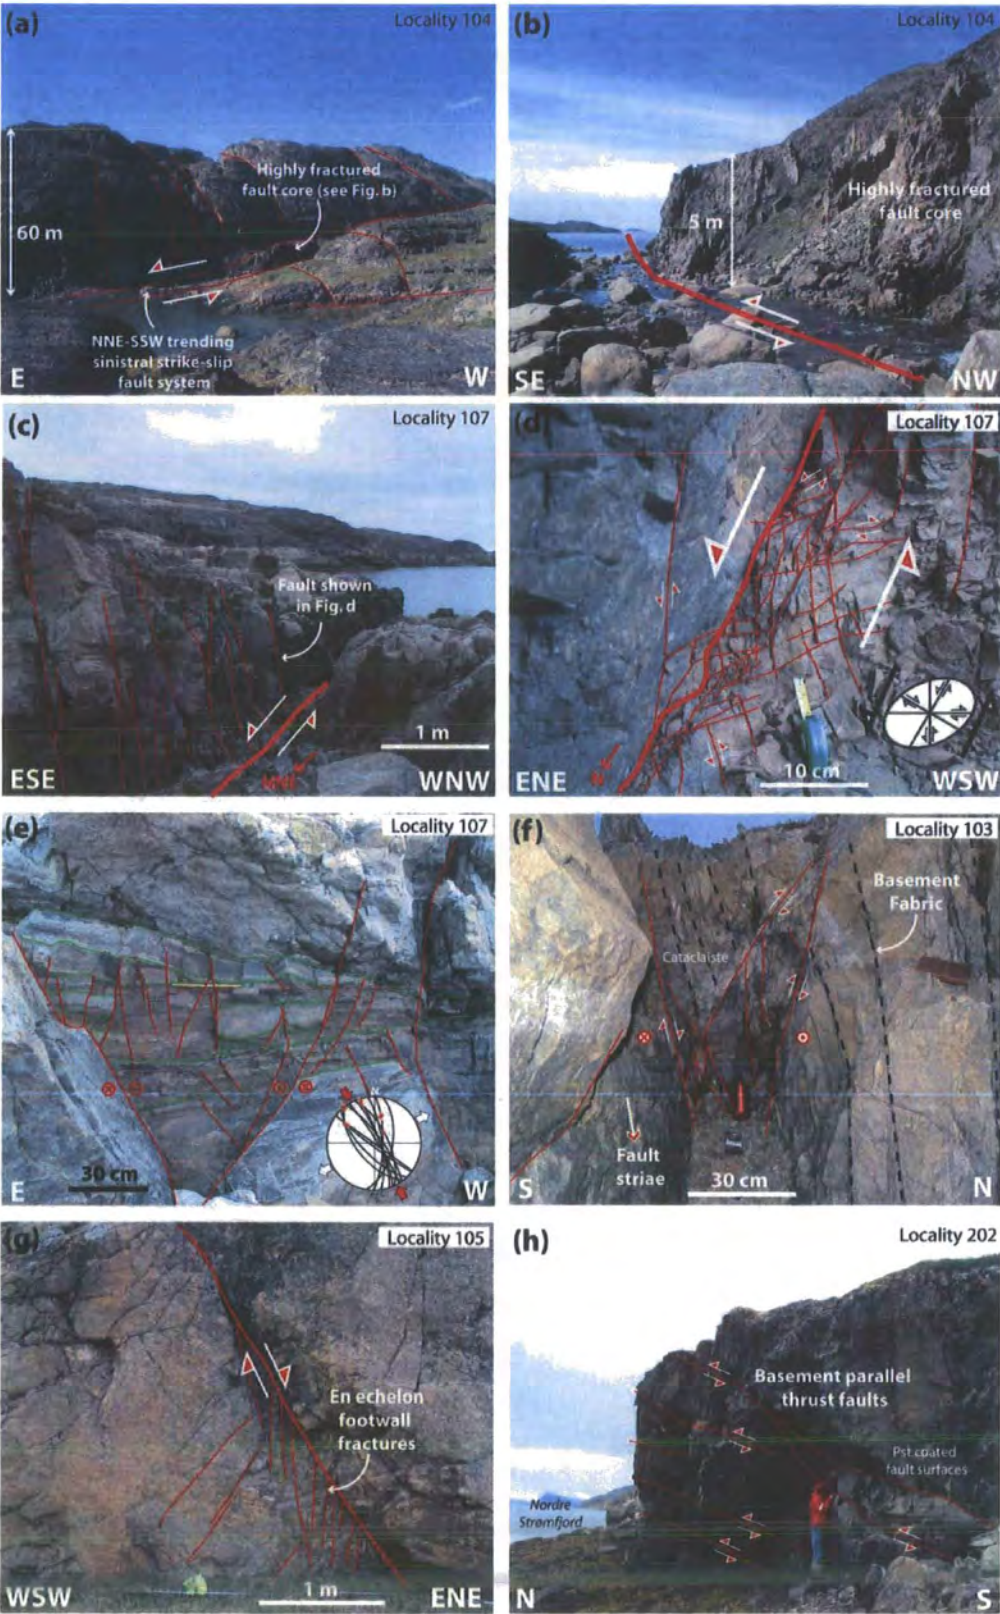 (a)
Locality 104
Highly fractured
fault core (see Fig. b)
60 m
NNE-SSW trending
sinistral strike-slip
fault system
E
W
(b)
Locality 104
5 m
Highly fractured
fault core
SE
NW
(c)
Locality 107
Fault shown
in Fig. d
1 m
ESE
WNW
(d)
Locality 107
10 cm
ENE
WSW
(e)
Locality 107
N
30 cm
E
W
(f)
Locality 103
Basement
Fabric
Cataclaiste
Fault
striae
30 cm
S
N
(g)
Locality 105
En echelon
footwall
fractures
1 m
WSW
ENE
(h)
Locality 202
Basement parallel
thrust faults
Pst coated
fault surfaces
Nordre
Strømfjord
N
S